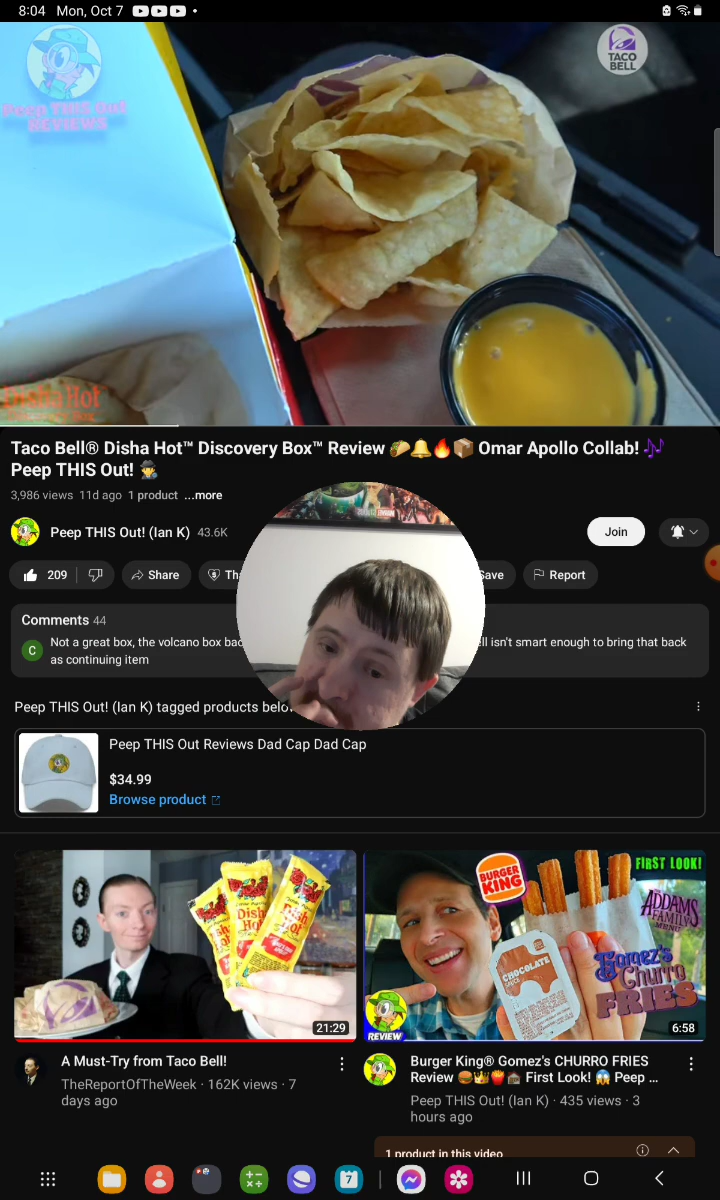 8:04 Mon, Oct 7
Peep THIS Out
REVIEWS
TACO
BELL
Disha Hot
Taco Bell® Disha Hot™ Discovery Box™ Review 🌮🔔🔥📦 Omar Apollo Collab! 🎶
Peep THIS Out! 🕵️
3,986 views 11d ago 1 product ...more
Peep THIS Out! (Ian K) 43.6K
Join
209
Share
Th
Save
Report
Comments 44
C
Not a great box, the volcano box bac
ll isn't smart enough to bring that back
as continuing item
Peep THIS Out! (Ian K) tagged products belo
Peep THIS Out Reviews Dad Cap Dad Cap
$34.99
Browse product
Disha
Hot
Disha
Hot
21:29
BURGER
KING
FIRST LOOK!
ADDAMS
FAMILY
MENU
CHOCOLATE
Gomez's
Churro
FRIES
REVIEW
6:58
A Must-Try from Taco Bell!
TheReportOfTheWeek · 162K views · 7
days ago
Burger King® Gomez's CHURRO FRIES
Review 🍔👑🍟🏚️ First Look! 😱 Peep ...
Peep THIS Out! (Ian K) · 435 views · 3
hours ago
1 product in this video
7